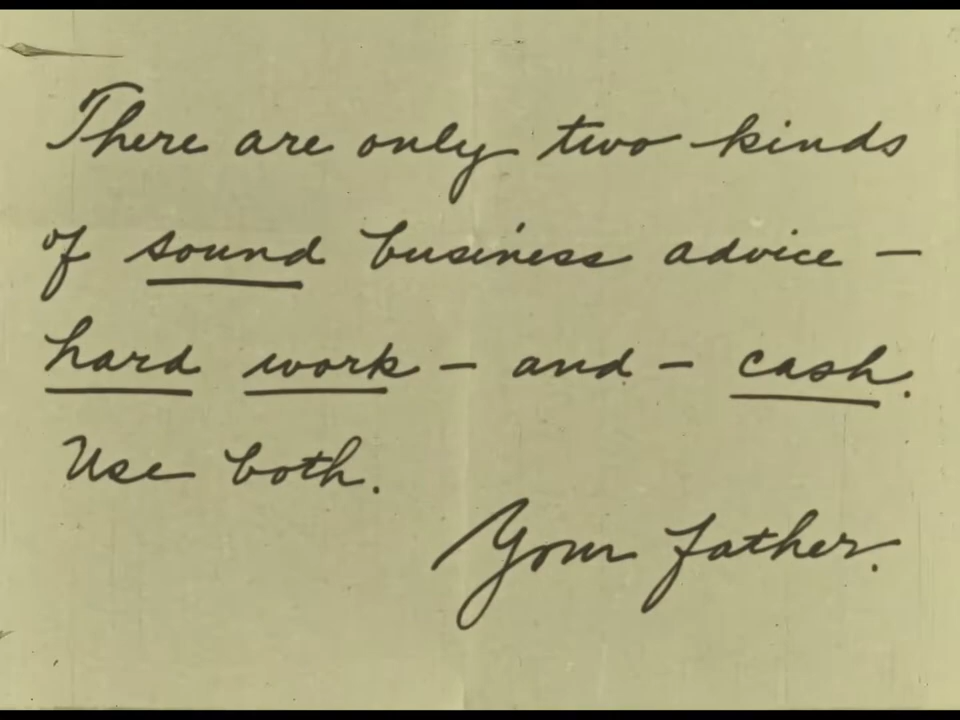 There are only two kinds
of sound business advice –
hard work – and – cash.
Use both.
Your father.